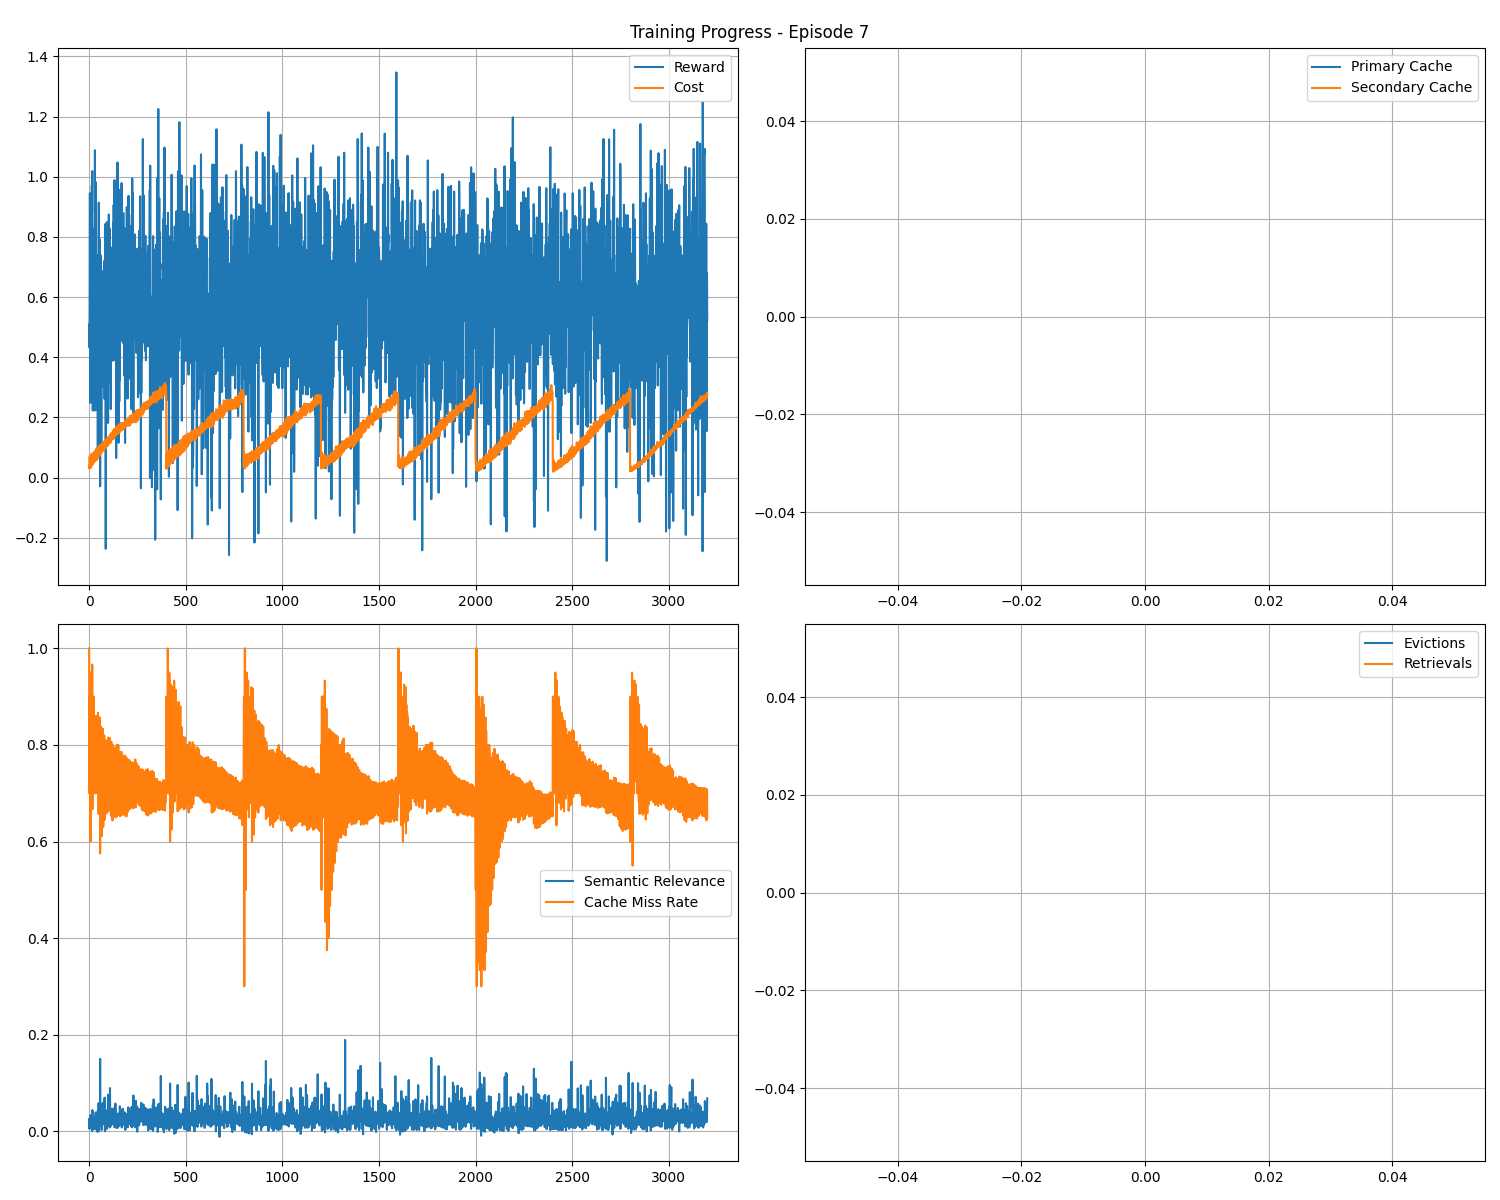 Training Progress - Episode 7
1.4
1.2
1.0
0.8
0.6
0.4
0.2
0.0
−0.2
0 500 1000 1500 2000 2500 3000
Reward
Cost
0.04
0.02
0.00
−0.02
−0.04
−0.04 −0.02 0.00 0.02 0.04
Primary Cache
Secondary Cache
1.0
0.8
0.6
0.4
0.2
0.0
0 500 1000 1500 2000 2500 3000
Semantic Relevance
Cache Miss Rate
0.04
0.02
0.00
−0.02
−0.04
−0.04 −0.02 0.00 0.02 0.04
Evictions
Retrievals